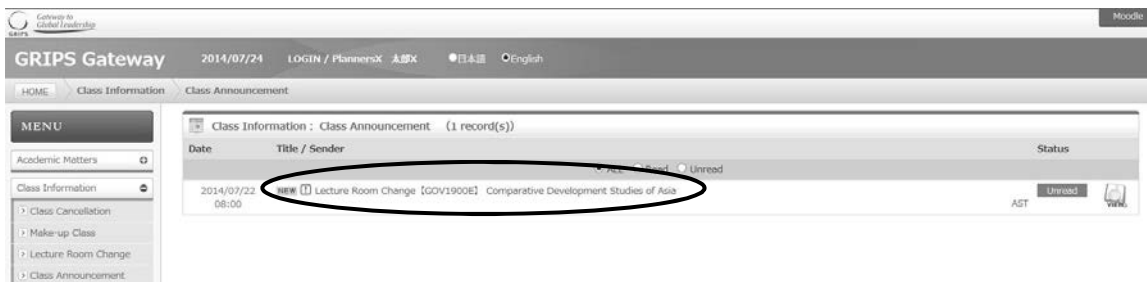 Gateway to
Global Leadership
GRIPS
Moodle
GRIPS Gateway 2014/07/24 LOGIN / PlannersX 太郎X 日本語 English
HOME Class Information Class Announcement
MENU
Class Information : Class Announcement (1 record(s))
Date Title / Sender Status
Academic Matters
ALL Read Unread
Class Information
2014/07/22 NEW Lecture Room Change 【GOV1900E】 Comparative Development Studies of Asia Unread
08:00 AST VIEW
Class Cancellation
Make-up Class
Lecture Room Change
Class Announcement